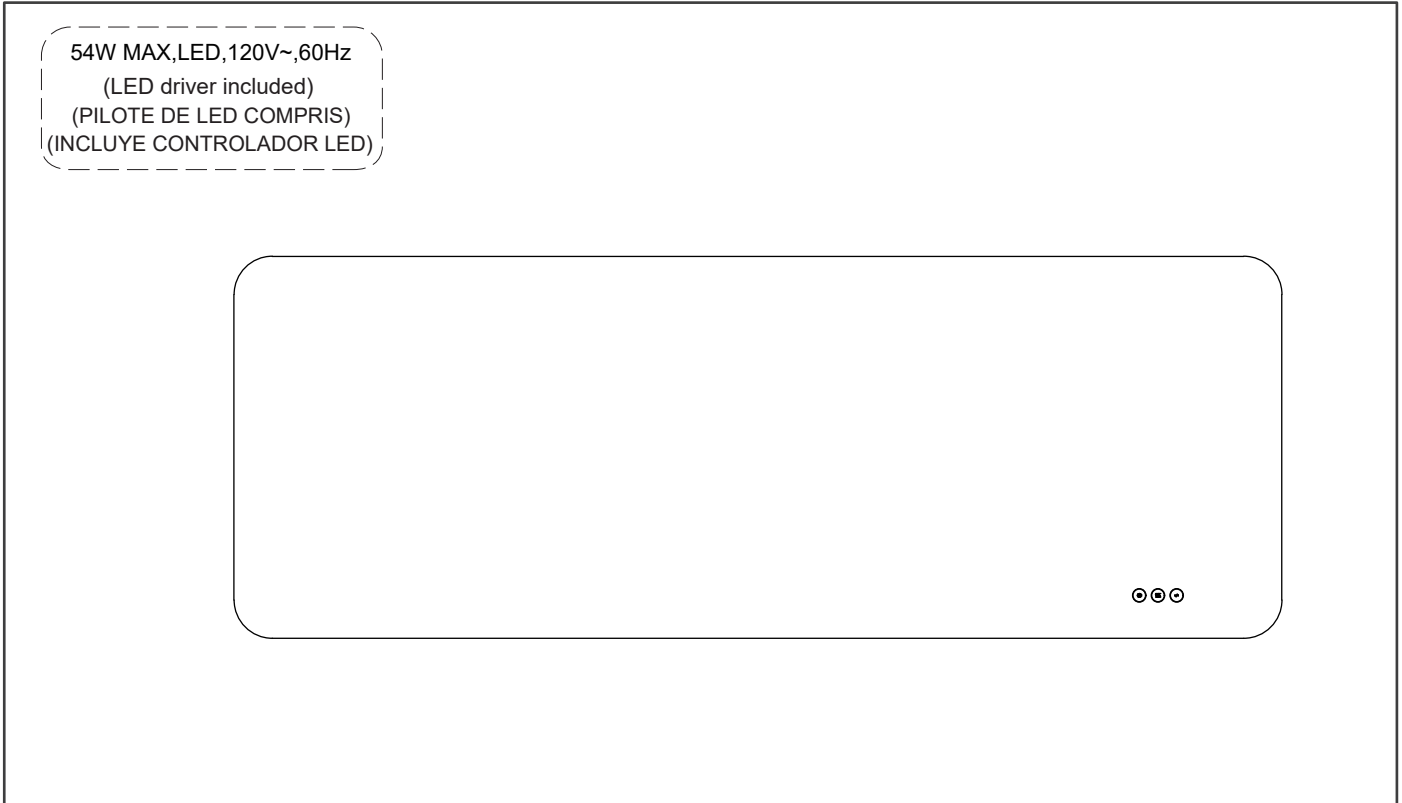 54W MAX,LED,120V~,60Hz
(LED driver included)
(PILOTE DE LED COMPRIS)
(INCLUYE CONTROLADOR LED)